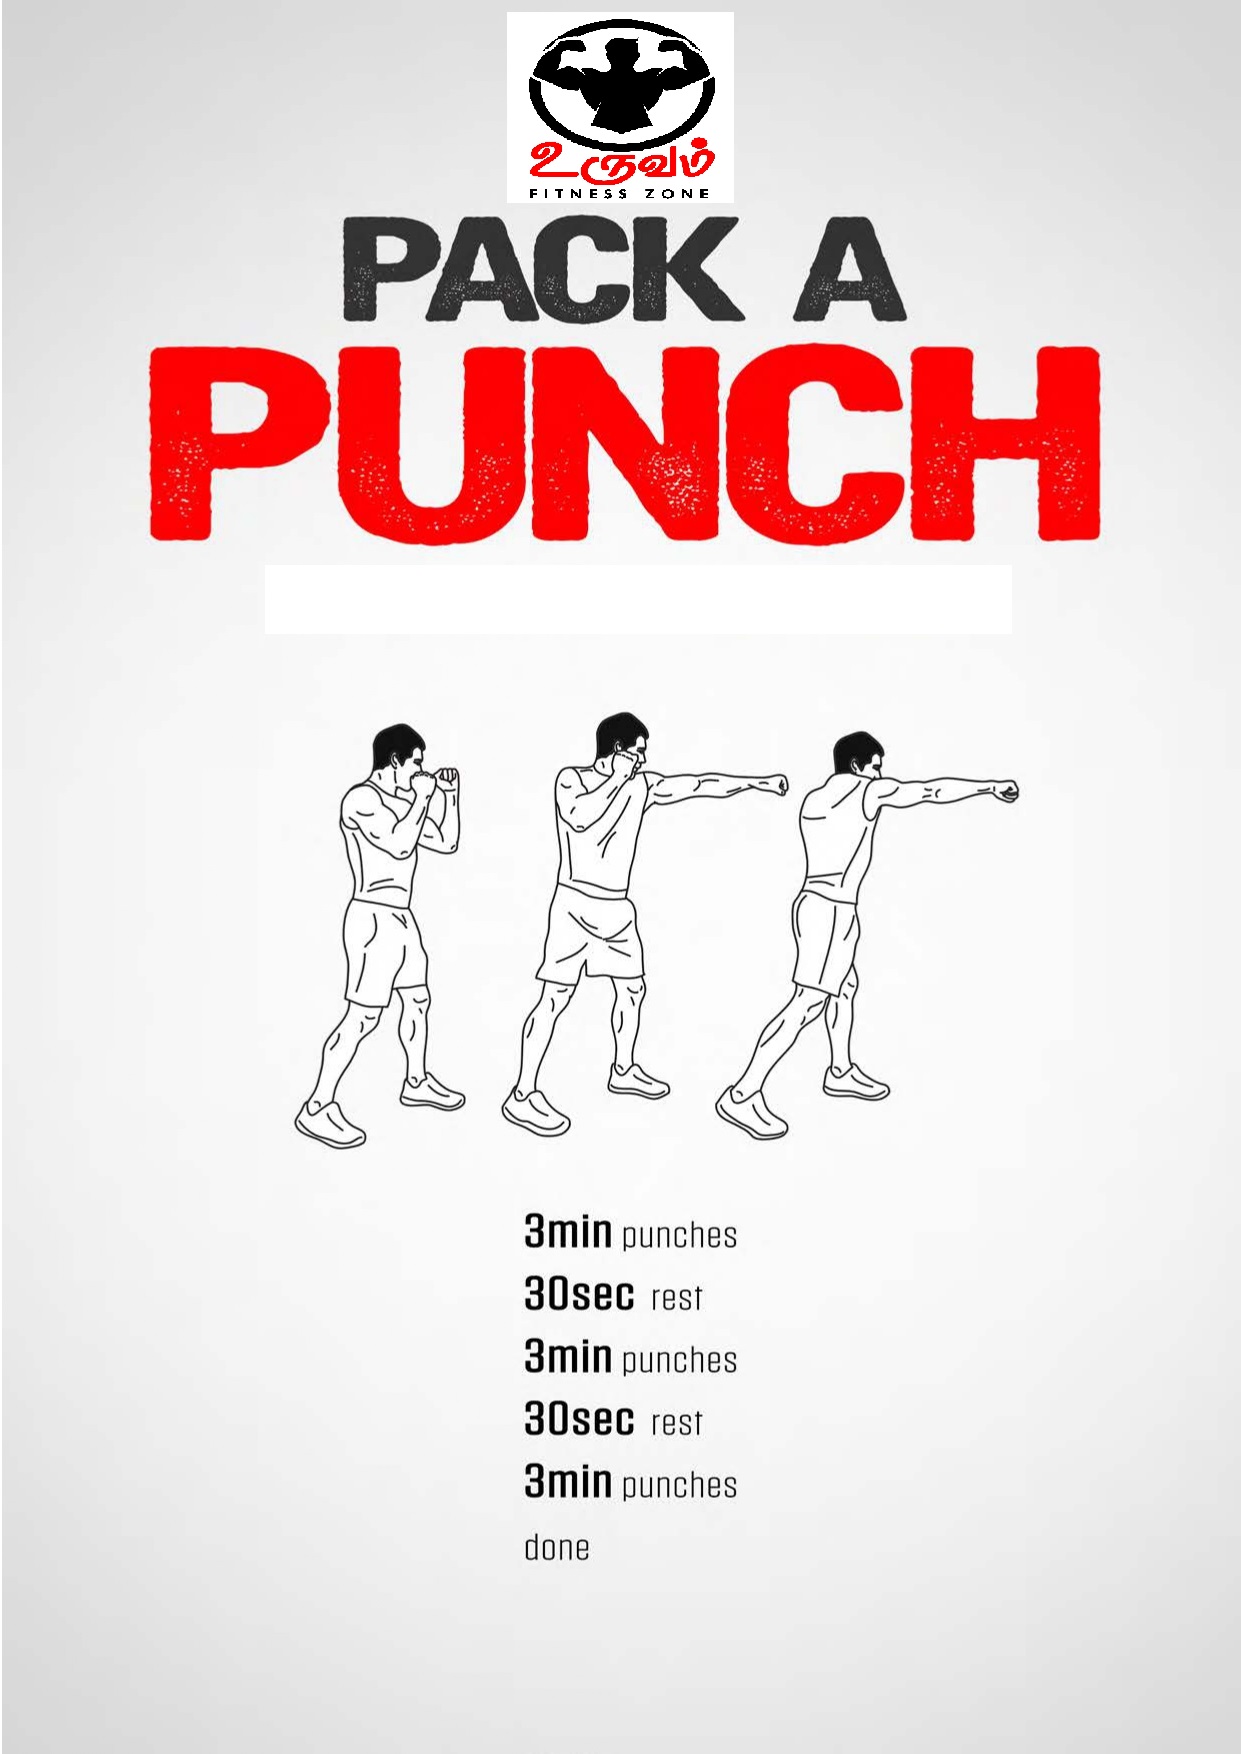 உருவம்
FITNESS ZONE
PACK A
PUNCH
3min punches
30sec rest
3min punches
30sec rest
3min punches
done